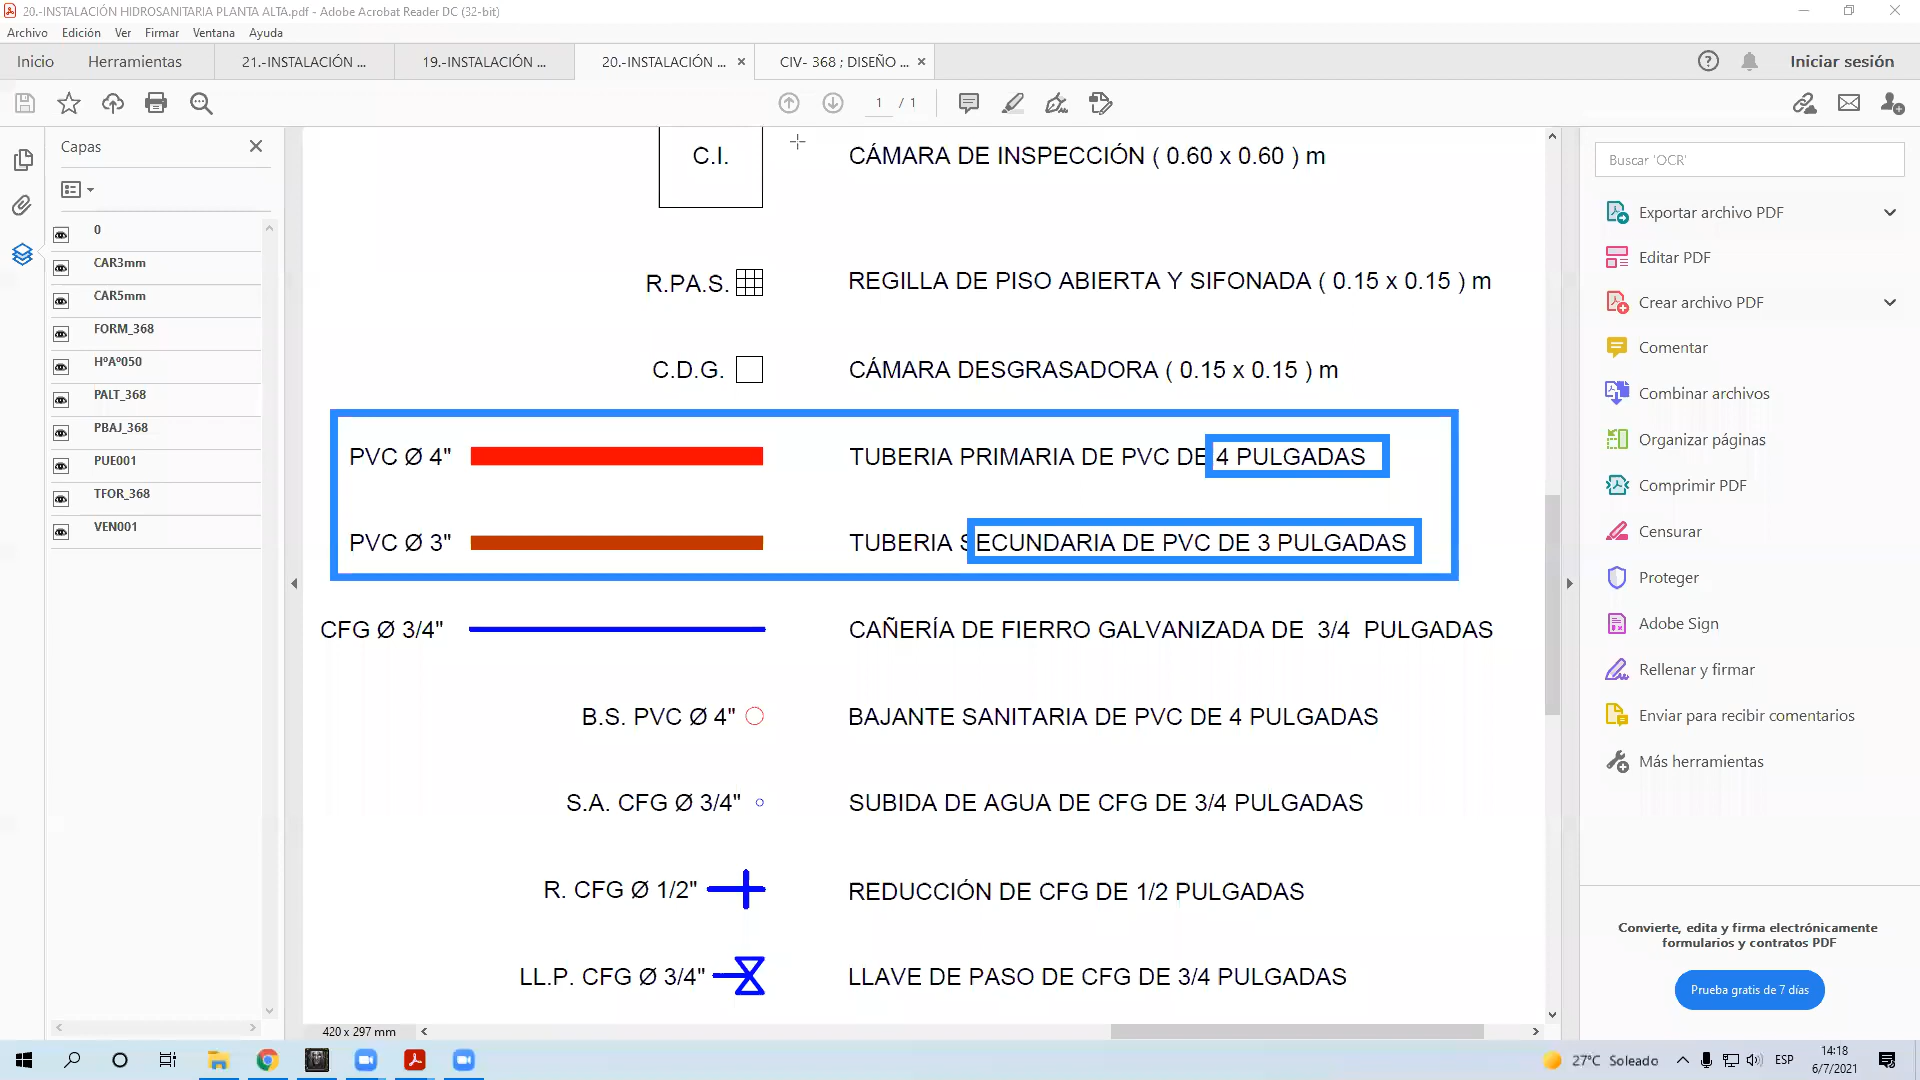 20.-INSTALACIÓN HIDROSANITARIA PLANTA ALTA.pdf - Adobe Acrobat Reader DC (32-bit)
Archivo Edición Ver Firmar Ventana Ayuda
Inicio Herramientas 21.-INSTALACIÓN ... 19.-INSTALACIÓN ... 20.-INSTALACIÓN ... CIV- 368 ; DISEÑO ... Iniciar sesión
1 / 1
Capas
0
CAR3mm
CAR5mm
FORM_368
HºAº050
PALT_368
PBAJ_368
PUE001
TFOR_368
VEN001
C.I. CÁMARA DE INSPECCIÓN ( 0.60 x 0.60 ) m
R.PA.S. REGILLA DE PISO ABIERTA Y SIFONADA ( 0.15 x 0.15 ) m
C.D.G. CÁMARA DESGRASADORA ( 0.15 x 0.15 ) m
PVC Ø 4" TUBERIA PRIMARIA DE PVC DE 4 PULGADAS
PVC Ø 3" TUBERIA SECUNDARIA DE PVC DE 3 PULGADAS
CFG Ø 3/4" CAÑERÍA DE FIERRO GALVANIZADA DE 3/4 PULGADAS
B.S. PVC Ø 4" BAJANTE SANITARIA DE PVC DE 4 PULGADAS
S.A. CFG Ø 3/4" SUBIDA DE AGUA DE CFG DE 3/4 PULGADAS
R. CFG Ø 1/2" REDUCCIÓN DE CFG DE 1/2 PULGADAS
LL.P. CFG Ø 3/4" LLAVE DE PASO DE CFG DE 3/4 PULGADAS
420 x 297 mm
Buscar 'OCR'
Exportar archivo PDF
Editar PDF
Crear archivo PDF
Comentar
Combinar archivos
Organizar páginas
Comprimir PDF
Censurar
Proteger
Adobe Sign
Rellenar y firmar
Enviar para recibir comentarios
Más herramientas
Convierte, edita y firma electrónicamente
formularios y contratos PDF
Prueba gratis de 7 días
27°C Soleado ESP 14:18
6/7/2021